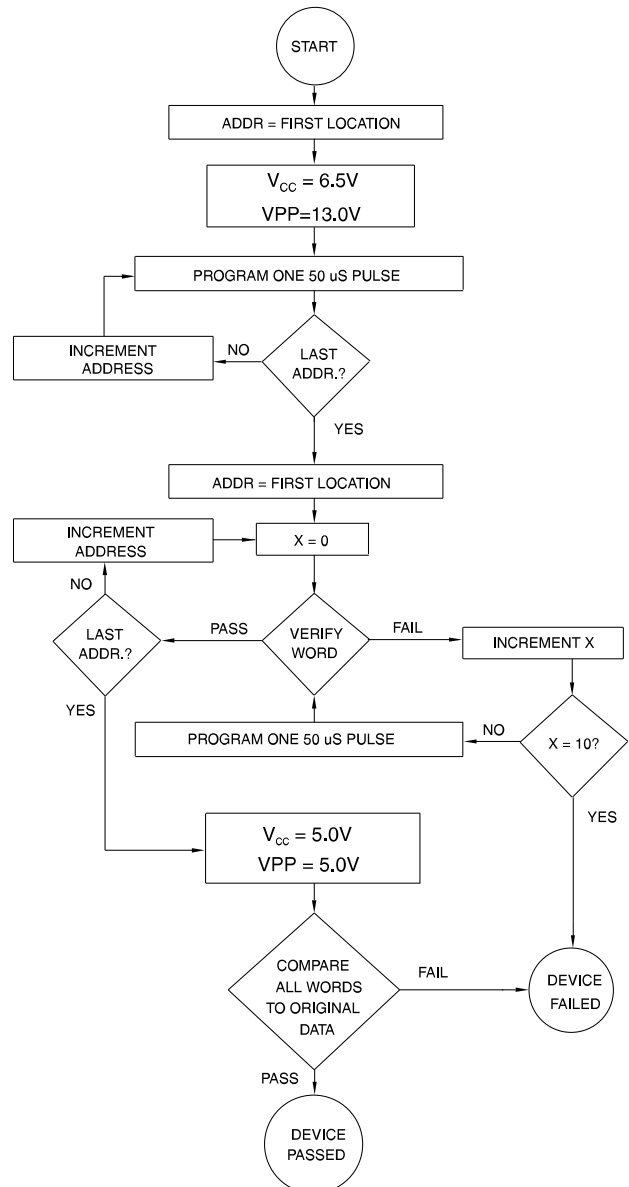 START
ADDR = FIRST LOCATION
VCC = 6.5V
VPP=13.0V
PROGRAM ONE 50 uS PULSE
INCREMENT
ADDRESS
NO
LAST
ADDR.?
YES
ADDR = FIRST LOCATION
INCREMENT
ADDRESS
X = 0
NO
LAST
ADDR.?
PASS
VERIFY
WORD
FAIL
INCREMENT X
YES
PROGRAM ONE 50 uS PULSE
NO
X = 10?
YES
VCC = 5.0V
VPP = 5.0V
COMPARE
ALL WORDS
TO ORIGINAL
DATA
FAIL
DEVICE
FAILED
PASS
DEVICE
PASSED